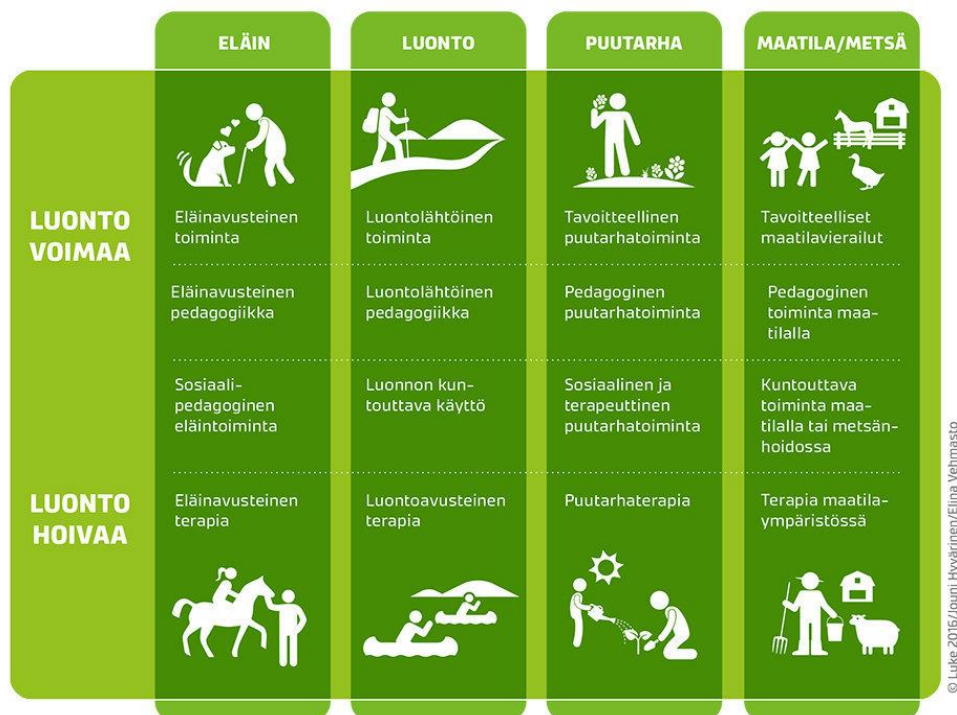 ELÄIN
LUONTO
PUUTARHA
MAATILA/METSÄ
LUONTO
VOIMAA
Eläinavusteinen
toiminta
Luontolähtöinen
toiminta
Tavoitteellinen
puutarhatoiminta
Tavoitteelliset
maatilavierailut
Eläinavusteinen
pedagogiikka
Luontolähtöinen
pedagogiikka
Pedagoginen
puutarhatoiminta
Pedagoginen
toiminta maa-
tilalla
Sosiaali-
pedagoginen
eläintoiminta
Luonnon kun-
touttava käyttö
Sosiaalinen ja
terapeuttinen
puutarhatoiminta
Kuntouttava
toiminta maa-
tilalla tai metsän-
hoidossa
LUONTO
HOIVAA
Eläinavusteinen
terapia
Luontoavusteinen
terapia
Puutarhaterapia
Terapia maatila-
ympäristössä
© Luke 2016/Jouni Hyvärinen/Elina Vehmasto